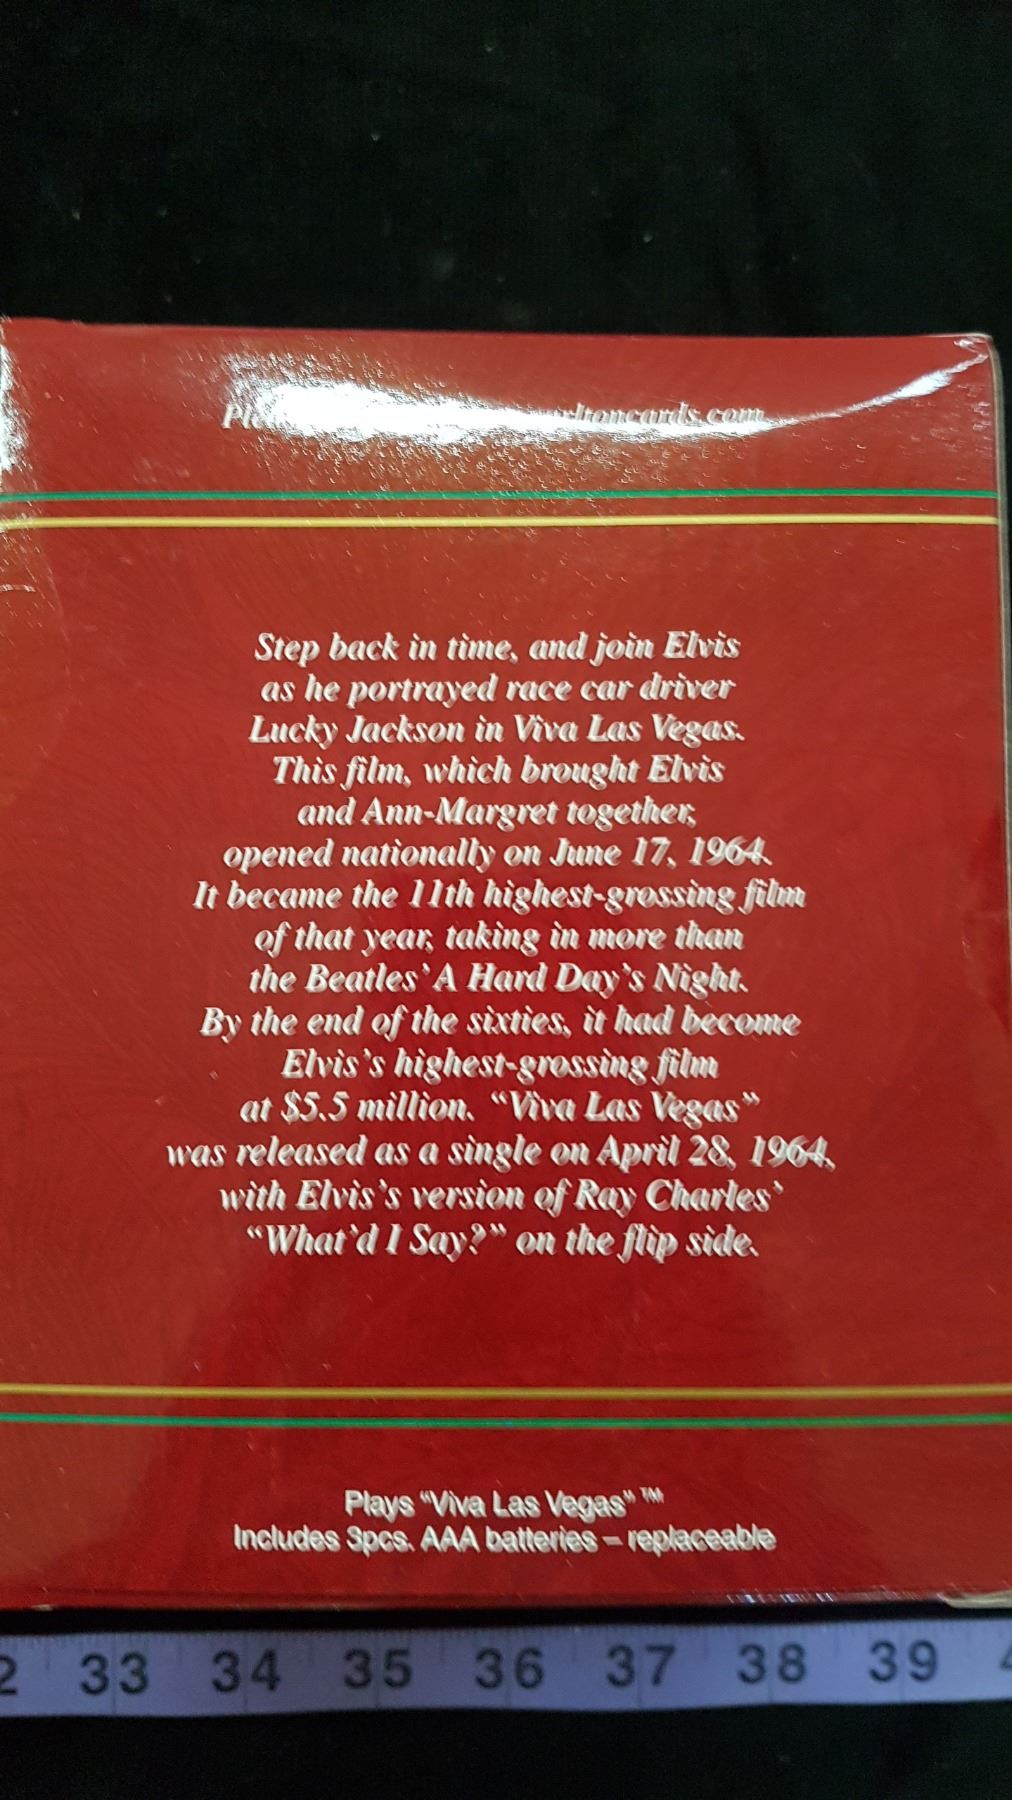 carltoncards.com
Step back in time, and join Elvis
as he portrayed race car driver
Lucky Jackson in Viva Las Vegas.
This film, which brought Elvis
and Ann-Margret together,
opened nationally on June 17, 1964.
It became the 11th highest-grossing film
of that year, taking in more than
the Beatles' A Hard Day's Night.
By the end of the sixties, it had become
Elvis's highest-grossing film
at $5.5 million. "Viva Las Vegas"
was released as a single on April 28, 1964,
with Elvis's version of Ray Charles'
"What'd I Say?" on the flip side.
Plays "Viva Las Vegas" ™
Includes 3pcs. AAA batteries – replaceable
33 34 35 36 37 38 39